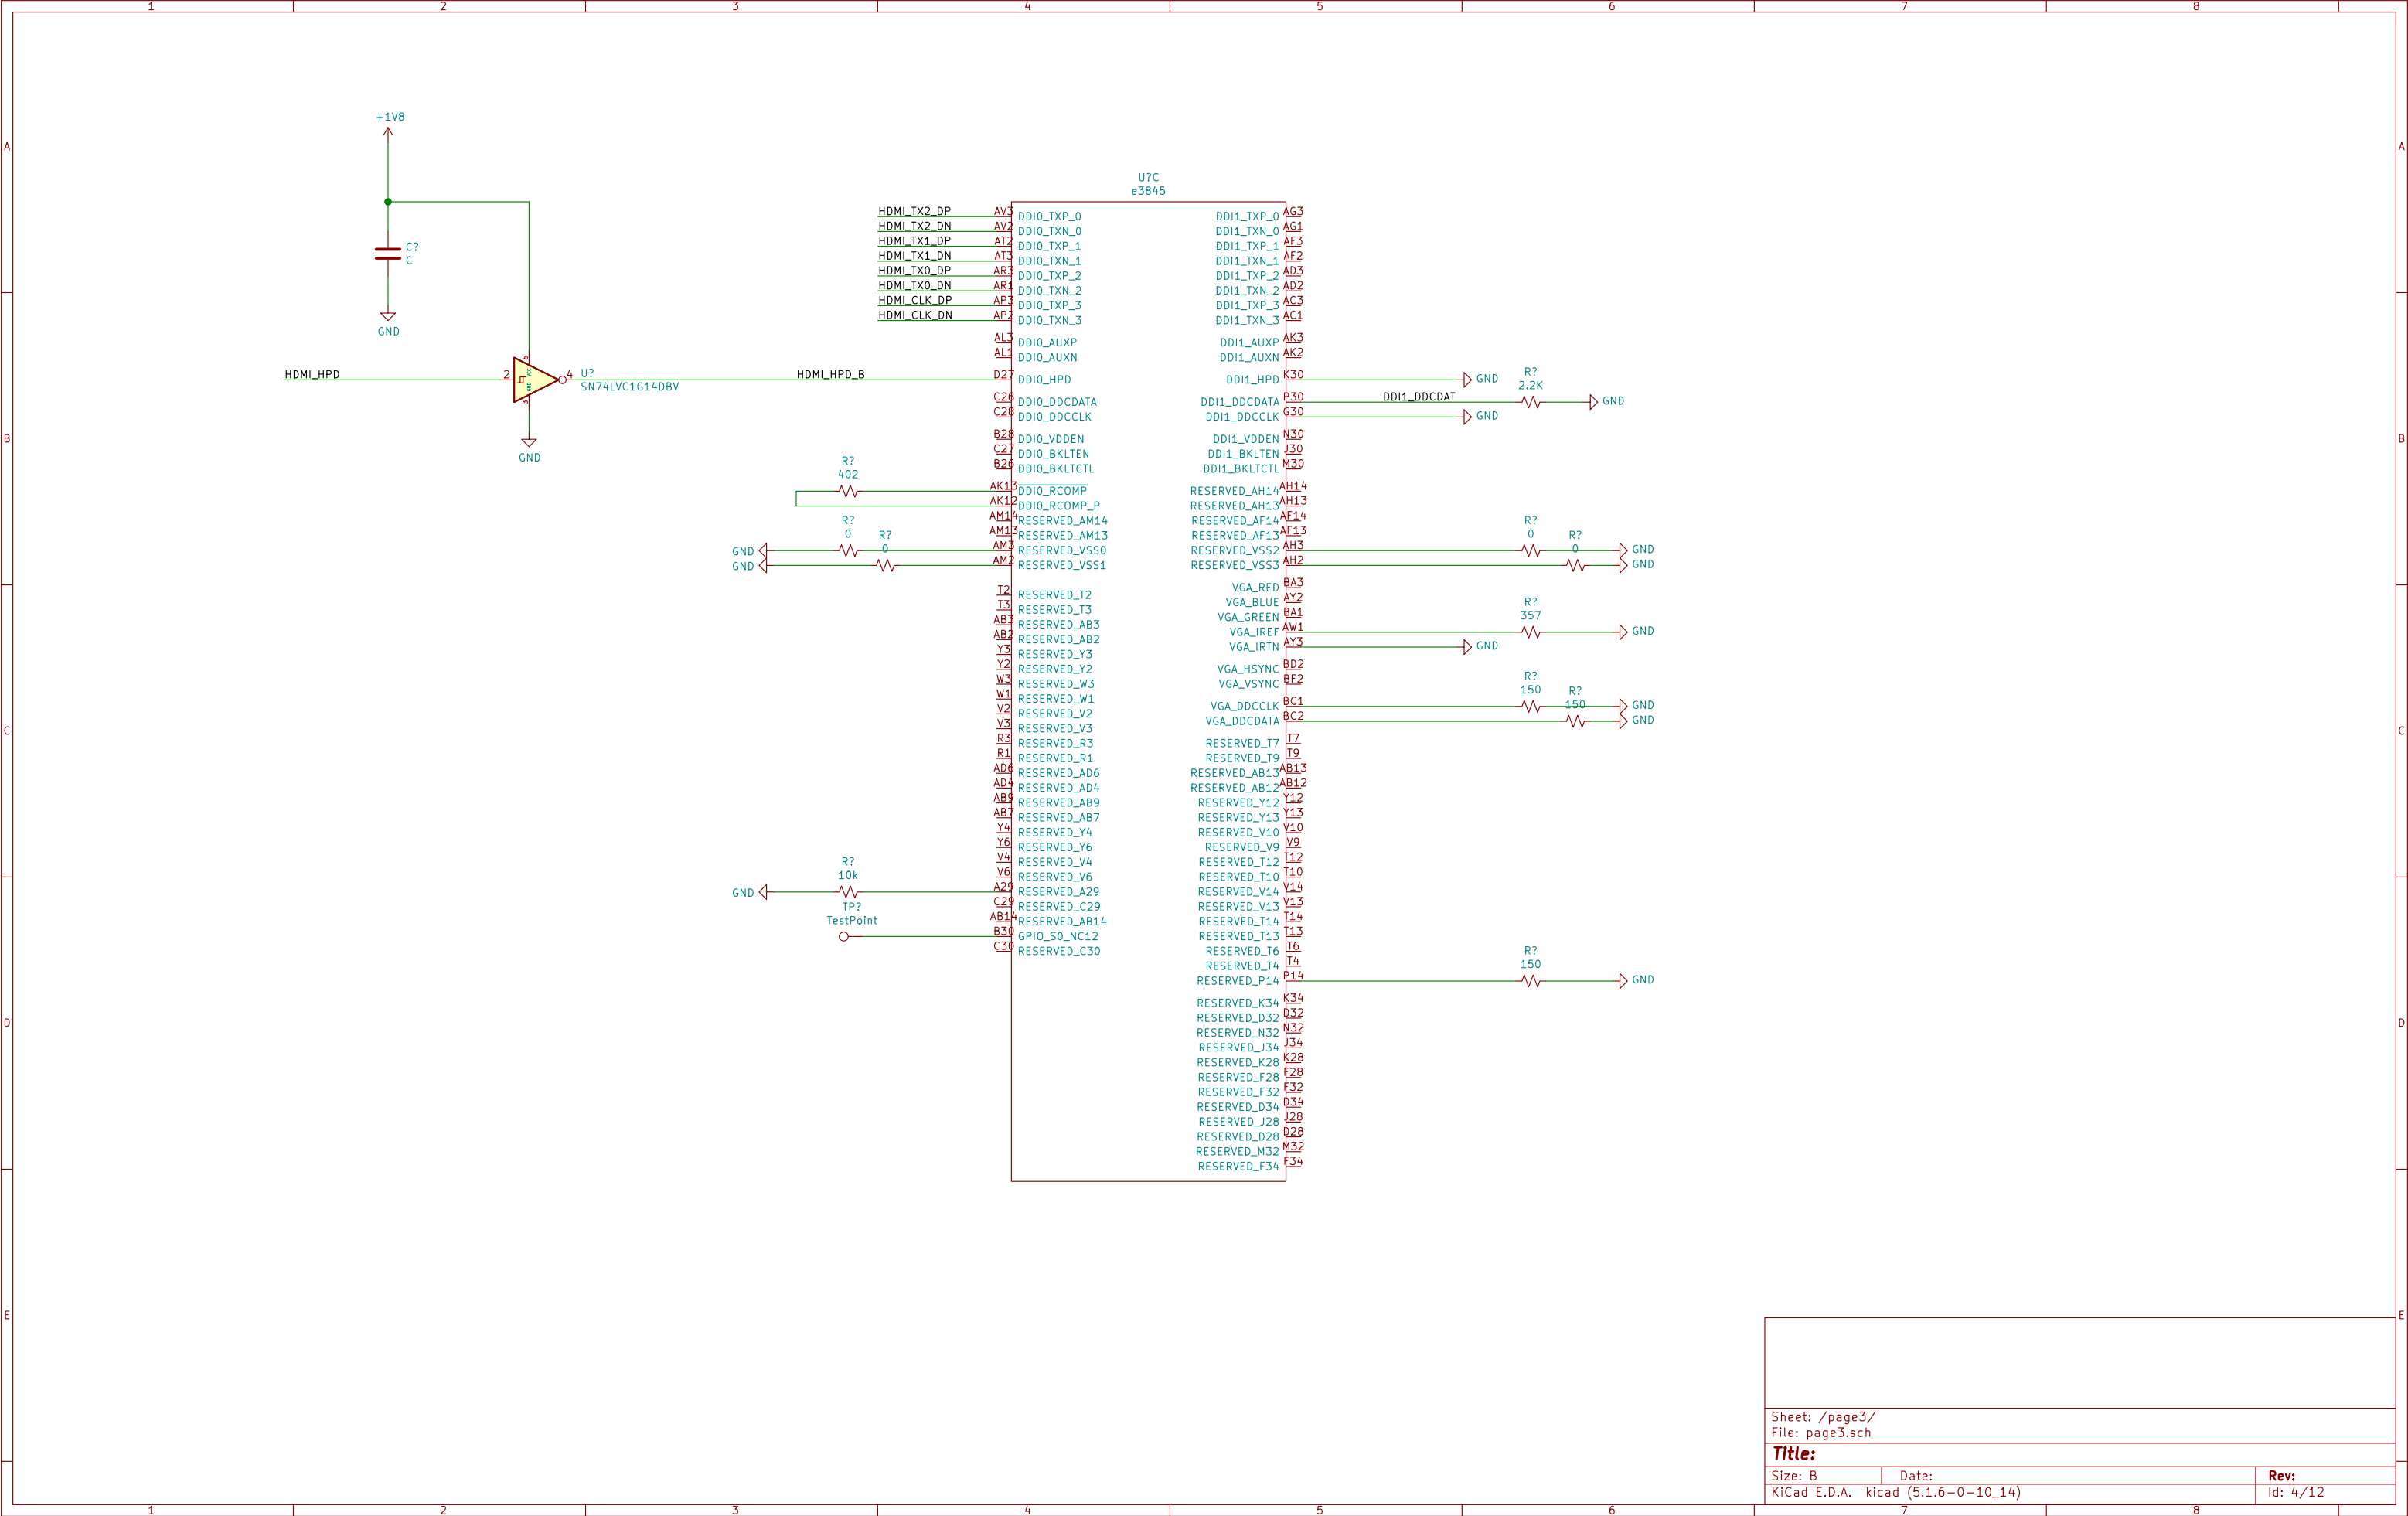 1 2 3 4 5 6 7 8
A A
B B
C C
D D
E E
+1V8
C?
C
GND
HDMI_HPD
2
5
VCC
GND
3
4
U?
SN74LVC1G14DBV
GND
HDMI_HPD_B
U?C
e3845
HDMI_TX2_DP AV3 DDI0_TXP_0 DDI1_TXP_0 AG3
HDMI_TX2_DN AV2 DDI0_TXN_0 DDI1_TXN_0 AG1
HDMI_TX1_DP AT2 DDI0_TXP_1 DDI1_TXP_1 AF3
HDMI_TX1_DN AT3 DDI0_TXN_1 DDI1_TXN_1 AF2
HDMI_TX0_DP AR3 DDI0_TXP_2 DDI1_TXP_2 AD3
HDMI_TX0_DN AR1 DDI0_TXN_2 DDI1_TXN_2 AD2
HDMI_CLK_DP AP3 DDI0_TXP_3 DDI1_TXP_3 AC3
HDMI_CLK_DN AP2 DDI0_TXN_3 DDI1_TXN_3 AC1
AL3 DDI0_AUXP DDI1_AUXP AK3
AL1 DDI0_AUXN DDI1_AUXN AK2
D27 DDI0_HPD DDI1_HPD K30 GND
R?
2.2K
C26 DDI0_DDCDATA DDI1_DDCDATA P30 DDI1_DDCDAT GND
C28 DDI0_DDCCLK DDI1_DDCCLK G30 GND
B28 DDI0_VDDEN DDI1_VDDEN N30
C27 DDI0_BKLTEN DDI1_BKLTEN J30
B26 DDI0_BKLTCTL DDI1_BKLTCTL M30
R?
402
AK13 DDI0_RCOMP RESERVED_AH14 AH14
AK12 DDI0_RCOMP_P RESERVED_AH13 AH13
AM14 RESERVED_AM14 RESERVED_AF14 AF14
AM13 RESERVED_AM13 RESERVED_AF13 AF13
R?
0
R?
0
R?
0
R?
0
GND AM3 RESERVED_VSS0 RESERVED_VSS2 AH3 GND
GND AM2 RESERVED_VSS1 RESERVED_VSS3 AH2 GND
VGA_RED BA3
T2 RESERVED_T2 VGA_BLUE AY2
T3 RESERVED_T3 VGA_GREEN BA1
R?
357
AB3 RESERVED_AB3 VGA_IREF AW1 GND
AB2 RESERVED_AB2 VGA_IRTN AY3 GND
Y3 RESERVED_Y3
Y2 RESERVED_Y2 VGA_HSYNC BD2
W3 RESERVED_W3 VGA_VSYNC BF2
W1 RESERVED_W1
R?
150
R?
150
V2 RESERVED_V2 VGA_DDCCLK BC1 GND
V3 RESERVED_V3 VGA_DDCDATA BC2 GND
R3 RESERVED_R3 RESERVED_T7 T7
R1 RESERVED_R1 RESERVED_T9 T9
AD6 RESERVED_AD6 RESERVED_AB13 AB13
AD4 RESERVED_AD4 RESERVED_AB12 AB12
AB9 RESERVED_AB9 RESERVED_Y12 Y12
AB7 RESERVED_AB7 RESERVED_Y13 Y13
Y4 RESERVED_Y4 RESERVED_V10 V10
Y6 RESERVED_Y6 RESERVED_V9 V9
V4 RESERVED_V4 RESERVED_T12 T12
V6 RESERVED_V6 RESERVED_T10 T10
R?
10k
GND A29 RESERVED_A29 RESERVED_V14 V14
C29 RESERVED_C29 RESERVED_V13 V13
TP?
TestPoint
AB14 RESERVED_AB14 RESERVED_T14 T14
B30 GPIO_S0_NC12 RESERVED_T13 T13
C30 RESERVED_C30 RESERVED_T6 T6
RESERVED_T4 T4
R?
150
RESERVED_P14 P14 GND
RESERVED_K34 K34
RESERVED_D32 D32
RESERVED_N32 N32
RESERVED_J34 J34
RESERVED_K28 K28
RESERVED_F28 F28
RESERVED_F32 F32
RESERVED_D34 D34
RESERVED_J28 J28
RESERVED_D28 D28
RESERVED_M32 M32
RESERVED_F34 F34
Sheet: /page3/
File: page3.sch
Title:
Size: B Date: Rev:
KiCad E.D.A. kicad (5.1.6-0-10_14) Id: 4/12
1 2 3 4 5 6 7 8